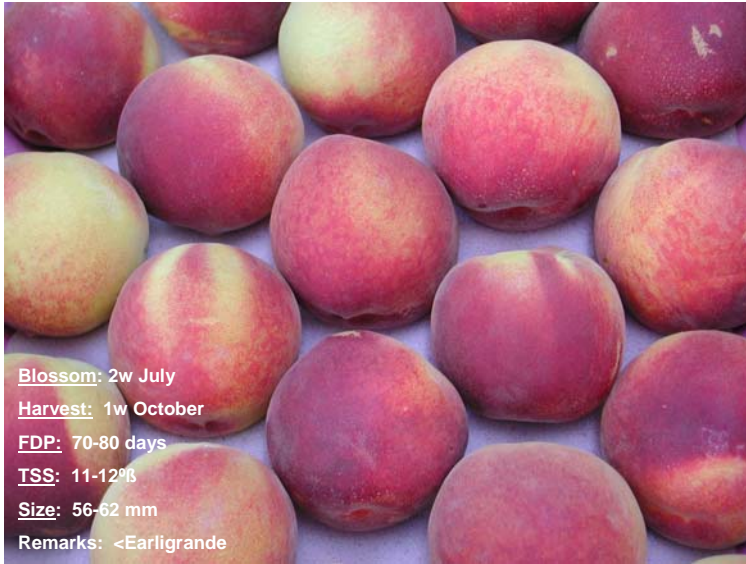 Blossom: 2w July
Harvest: 1w October
FDP: 70-80 days
TSS: 11-12ºß
Size: 56-62 mm
Remarks: <Earligrande